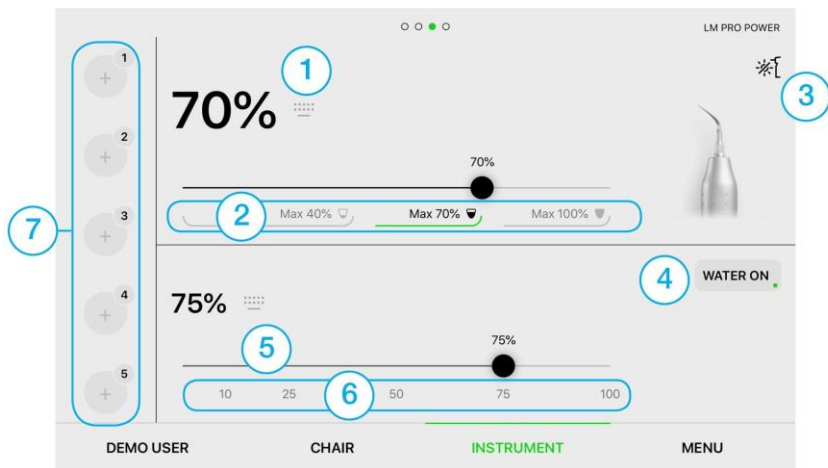 LM PRO POWER
1
1
3
70%
2
70%
2
Max 40%
Max 70%
Max 100%
3
7
4
WATER ON
4
75%
5
75%
5
10 25 6 50 75 100
DEMO USER CHAIR INSTRUMENT MENU